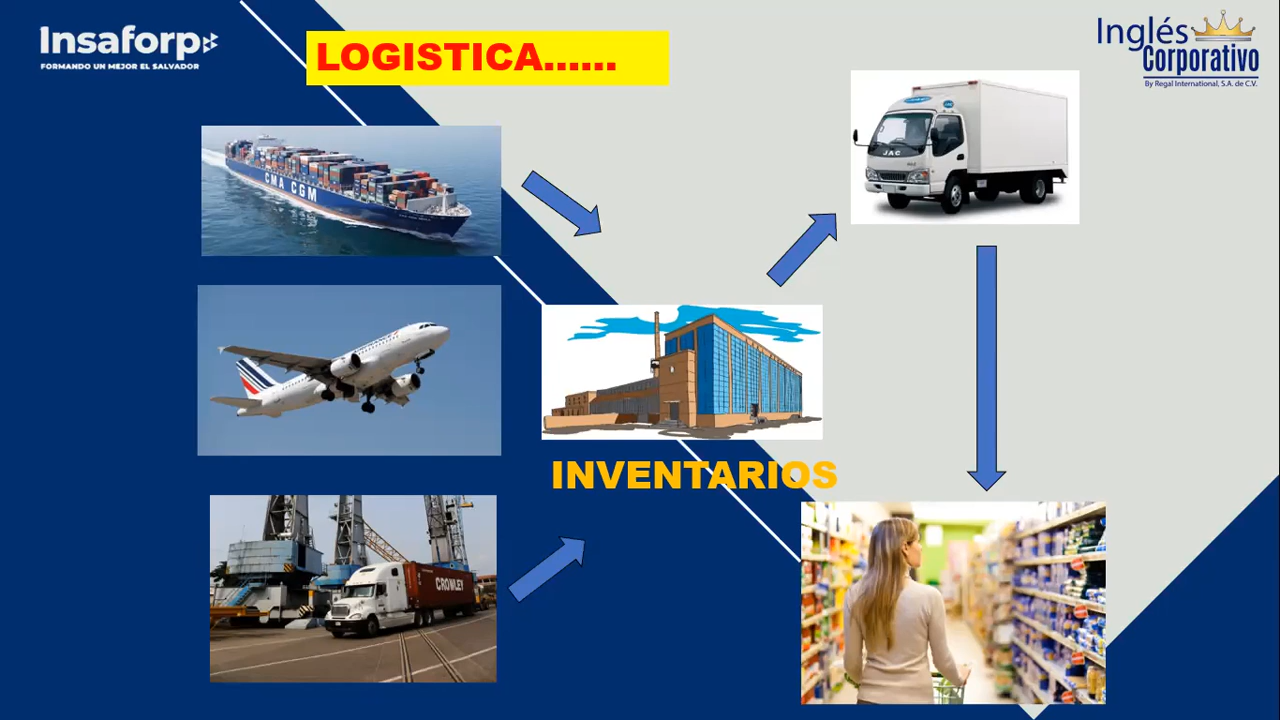 Insaforp
FORMANDO UN MEJOR EL SALVADOR
LOGISTICA......
Inglés
Corporativo
By Regal International, S.A. de C.V.
CMA CGM
JAC
INVENTARIOS
CROWLEY